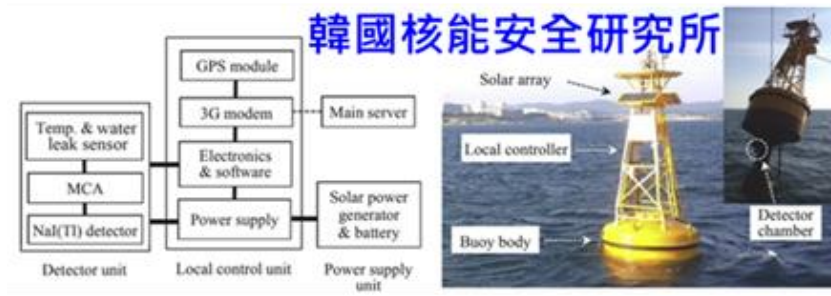 韓國核能安全研究所
GPS module
3G modem
Main server
Temp. & water
leak sensor
Electronics
& software
MCA
Power supply
NaI(Tl) detector
Solar power
generator
& battery
Detector unit
Local control unit
Power supply
unit
Solar array
Local controller
Buoy body
Detector
chamber